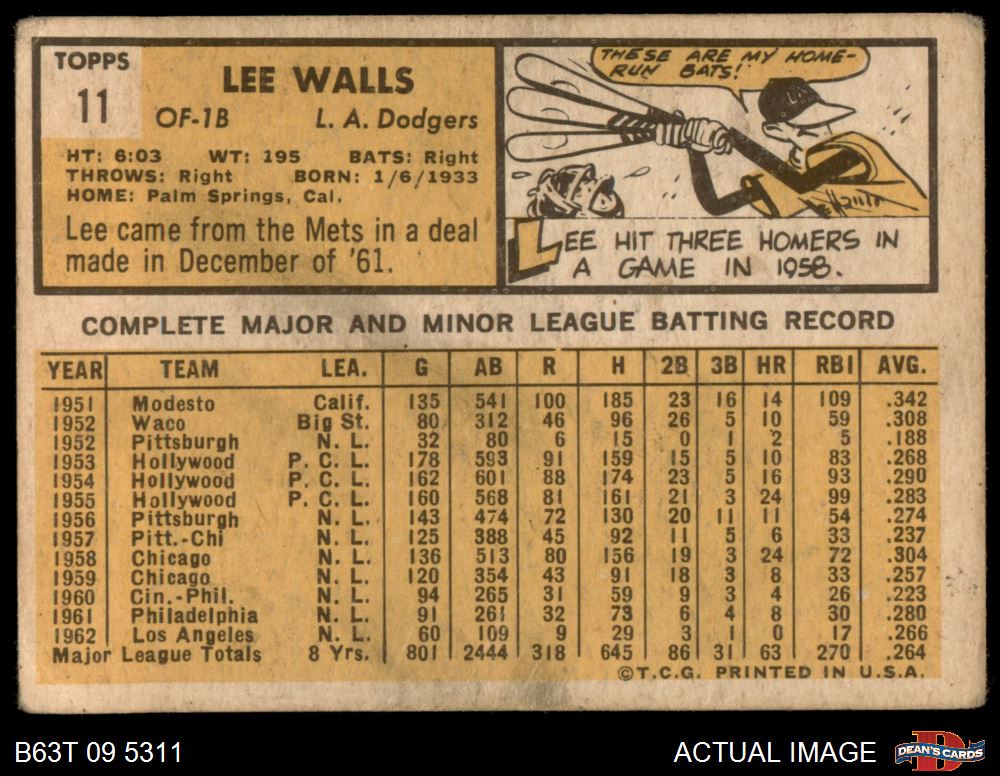 TOPPS
11
LEE WALLS
OF-1B L. A. Dodgers
HT: 6:03 WT: 195 BATS: Right
THROWS: Right BORN: 1/6/1933
HOME: Palm Springs, Cal.
Lee came from the Mets in a deal
made in December of '61.
THESE ARE MY HOME-
RUN BATS!
LA
LEE HIT THREE HOMERS IN
A GAME IN 1958.
COMPLETE MAJOR AND MINOR LEAGUE BATTING RECORD
YEAR TEAM LEA. G AB R H 2B 3B HR RBI AVG.
1951 Modesto Calif. 135 541 100 185 23 16 14 109 .342
1952 Waco Big St. 80 312 46 96 26 5 10 59 .308
1952 Pittsburgh N. L. 32 80 6 15 0 1 2 5 .188
1953 Hollywood P. C. L. 178 593 91 159 15 5 10 83 .268
1954 Hollywood P. C. L. 162 601 88 174 23 5 16 93 .290
1955 Hollywood P. C. L. 160 568 81 161 21 3 24 99 .283
1956 Pittsburgh N. L. 143 474 72 130 20 11 11 54 .274
1957 Pitt.-Chi N. L. 125 388 45 92 11 5 6 33 .237
1958 Chicago N. L. 136 513 80 156 19 3 24 72 .304
1959 Chicago N. L. 120 354 43 91 18 3 8 33 .257
1960 Cin.-Phil. N. L. 94 265 31 59 9 3 4 26 .223
1961 Philadelphia N. L. 91 261 32 73 6 4 8 30 .280
1962 Los Angeles N. L. 60 109 9 29 3 1 0 17 .266
Major League Totals 8 Yrs. 801 2444 318 645 86 31 63 270 .264
©T.C.G. PRINTED IN U.S.A.
B63T 09 5311 ACTUAL IMAGE DEAN'S CARDS